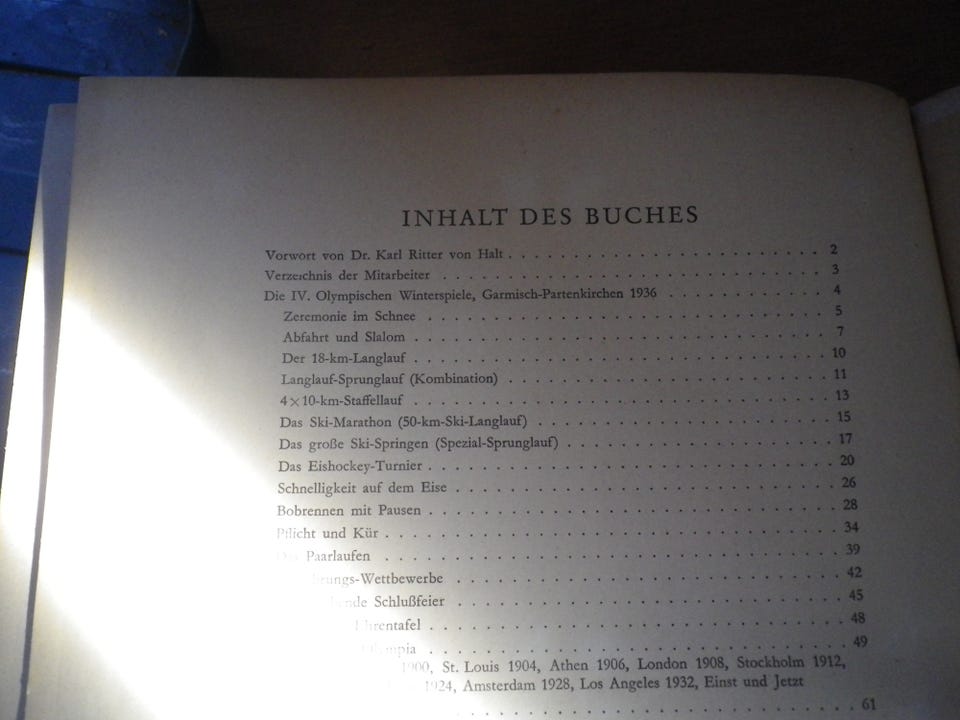 INHALT DES BUCHES
Vorwort von Dr. Karl Ritter von Halt . . . . . . . . . . . . . . . . . . . . . . . 2
Verzeichnis der Mitarbeiter . . . . . . . . . . . . . . . . . . . . . . . . . . . 3
Die IV. Olympischen Winterspiele, Garmisch-Partenkirchen 1936 . . . . . . . . . . . 4
Zeremonie im Schnee . . . . . . . . . . . . . . . . . . . . . . . . . . . 5
Abfahrt und Slalom . . . . . . . . . . . . . . . . . . . . . . . . . . . . 7
Der 18-km-Langlauf . . . . . . . . . . . . . . . . . . . . . . . . . . . . 10
Langlauf-Sprunglauf (Kombination) . . . . . . . . . . . . . . . . . . . . . . 11
4×10-km-Staffellauf . . . . . . . . . . . . . . . . . . . . . . . . . . . . 13
Das Ski-Marathon (50-km-Ski-Langlauf) . . . . . . . . . . . . . . . . . . . . 15
Das große Ski-Springen (Spezial-Sprunglauf) . . . . . . . . . . . . . . . . . . 17
Das Eishockey-Turnier . . . . . . . . . . . . . . . . . . . . . . . . . . . 20
Schnelligkeit auf dem Eise . . . . . . . . . . . . . . . . . . . . . . . . . 26
Bobrennen mit Pausen . . . . . . . . . . . . . . . . . . . . . . . . . . . 28
Pflicht und Kür . . . . . . . . . . . . . . . . . . . . . . . . . . . . . . 34
Paarlaufen . . . . . . . . . . . . . . . . . . . . . . . . . . . . . . 39
-Wettbewerbe . . . . . . . . . . . . . . . . . . . . . . . . . . 42
Schlußfeier . . . . . . . . . . . . . . . . . . . . . . . . . . 45
Ehrentafel . . . . . . . . . . . . . . . . . . . . . . . . . . . 48
Olympia . . . . . . . . . . . . . . . . . . . . . . . . . . . 49
1900, St. Louis 1904, Athen 1906, London 1908, Stockholm 1912,
1924, Amsterdam 1928, Los Angeles 1932, Einst und Jetzt
. . . . . . . . . . . . . . . . . . . . . . . . . . 61